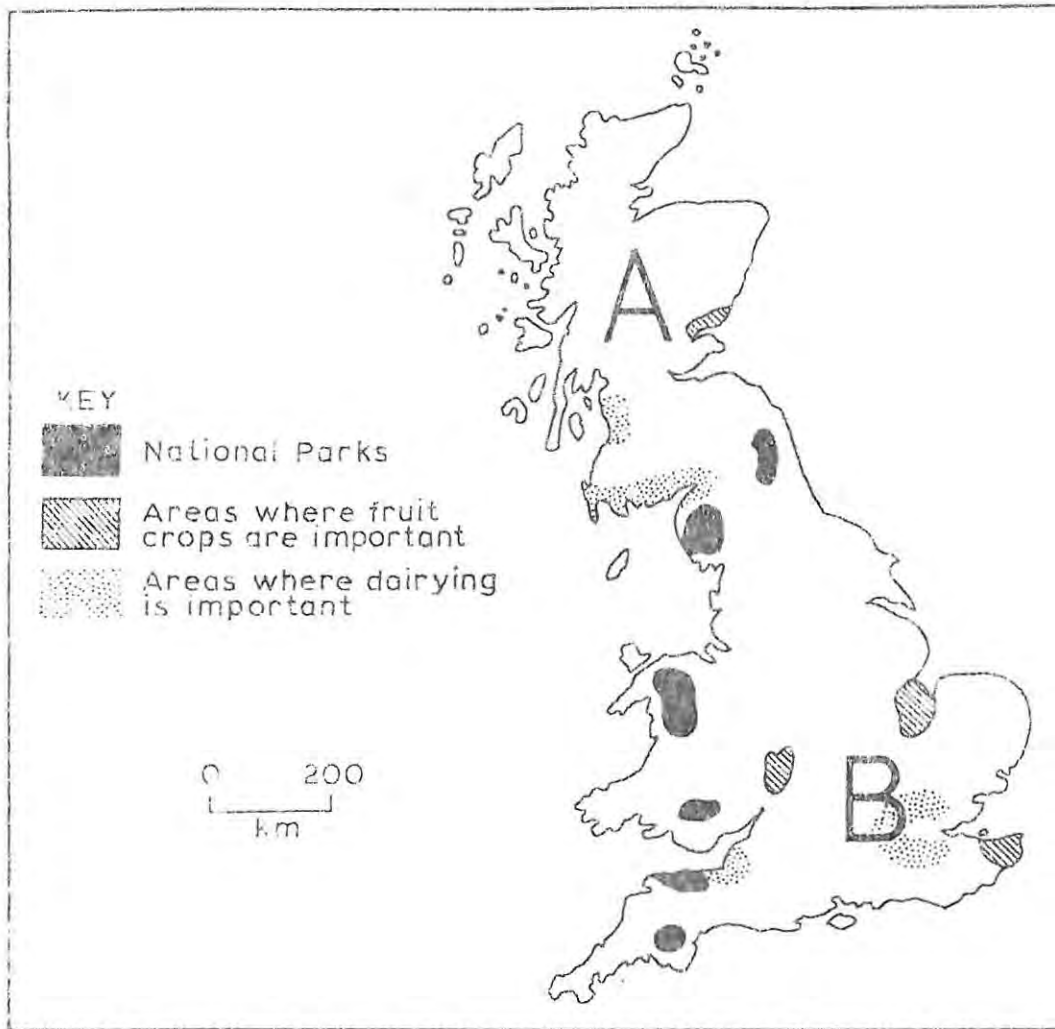 A
KEY
National Parks
Areas where fruit
crops are important
Areas where dairying
is important
0 200
km
B